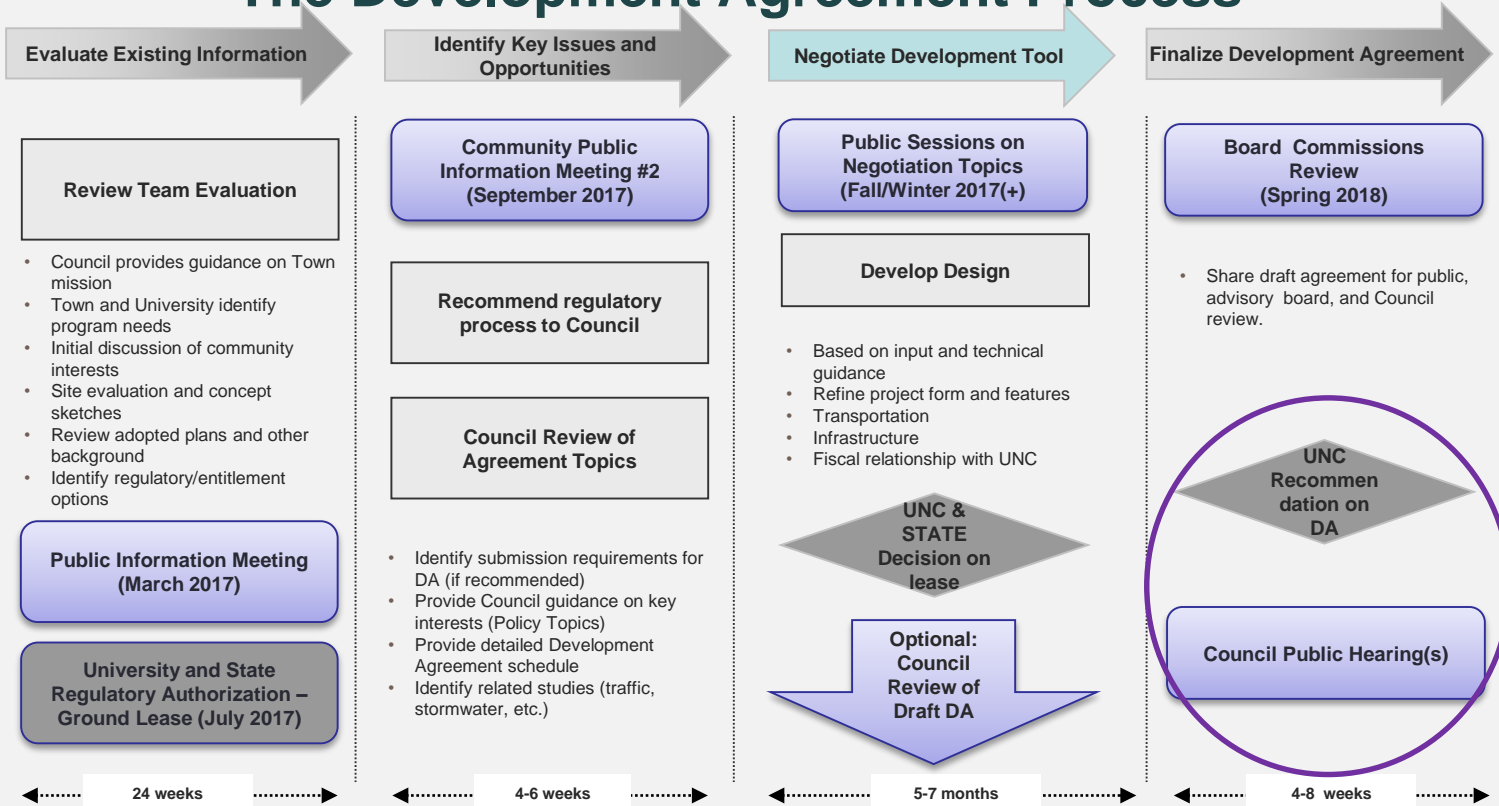 The Development Agreement Process
Evaluate Existing Information
Identify Key Issues and
Opportunities
Negotiate Development Tool
Finalize Development Agreement
Review Team Evaluation
• Council provides guidance on Town
mission
• Town and University identify
program needs
• Initial discussion of community
interests
• Site evaluation and concept
sketches
• Review adopted plans and other
background
• Identify regulatory/entitlement
options
Public Information Meeting
(March 2017)
University and State
Regulatory Authorization –
Ground Lease (July 2017)
24 weeks
Community Public
Information Meeting #2
(September 2017)
Recommend regulatory
process to Council
Council Review of
Agreement Topics
• Identify submission requirements for
DA (if recommended)
• Provide Council guidance on key
interests (Policy Topics)
• Provide detailed Development
Agreement schedule
• Identify related studies (traffic,
stormwater, etc.)
4-6 weeks
Public Sessions on
Negotiation Topics
(Fall/Winter 2017(+)
Develop Design
• Based on input and technical
guidance
• Refine project form and features
• Transportation
• Infrastructure
• Fiscal relationship with UNC
UNC &
STATE
Decision on
lease
Optional:
Council
Review of
Draft DA
5-7 months
Board Commissions
Review
(Spring 2018)
• Share draft agreement for public,
advisory board, and Council
review.
UNC
Recommen
dation on
DA
Council Public Hearing(s)
4-8 weeks